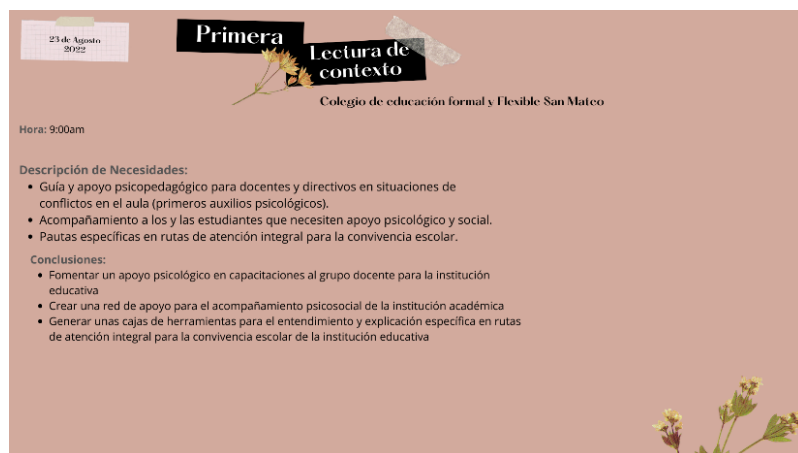 23 de Agosto
2022
Primera
Lectura de
contexto
Colegio de educación formal y Flexible San Mateo
Hora: 9:00am
Descripción de Necesidades:
• Guía y apoyo psicopedagógico para docentes y directivos en situaciones de
conflictos en el aula (primeros auxilios psicológicos).
• Acompañamiento a los y las estudiantes que necesiten apoyo psicológico y social.
• Pautas específicas en rutas de atención integral para la convivencia escolar.
Conclusiones:
• Fomentar un apoyo psicológico en capacitaciones al grupo docente para la institución
educativa
• Crear una red de apoyo para el acompañamiento psicosocial de la institución académica
• Generar unas cajas de herramientas para el entendimiento y explicación específica en rutas
de atención integral para la convivencia escolar de la institución educativa